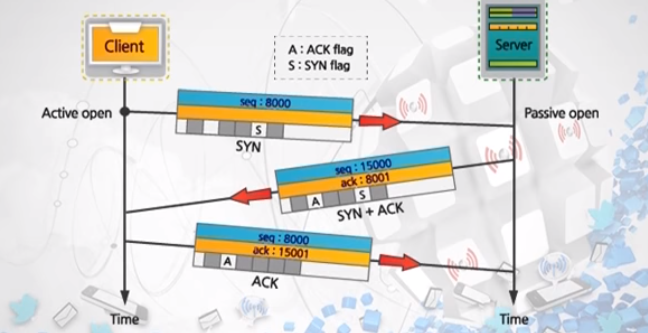 Client
Server
A : ACK flag
S : SYN flag
Active open
Passive open
seq : 8000
S
SYN
seq : 15000
ack : 8001
A S
SYN + ACK
seq : 8000
ack : 15001
A
ACK
Time
Time